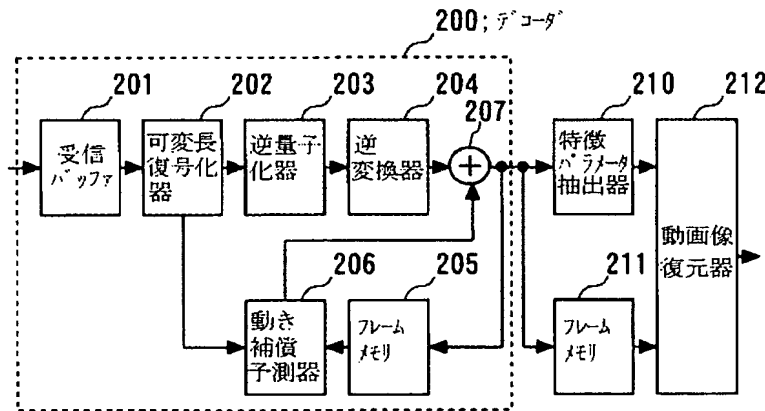 200;デコーダ
201
202
203
204
207
210
212
受信
バッファ
可変長
復号化
器
逆量子
化器
逆
変換器
+
特徴
パラメータ
抽出器
動画像
復元器
206
205
211
動き
補償
予測器
フレーム
メモリ
フレーム
メモリ